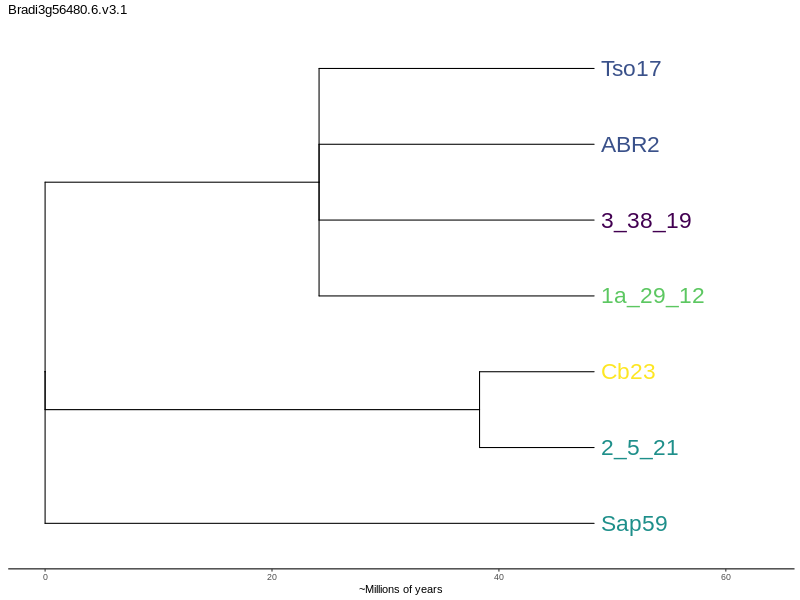 Bradi3g56480.6.v3.1
Tso17
ABR2
3_38_19
1a_29_12
Cb23
2_5_21
Sap59
0 20 40 60
~Millions of years